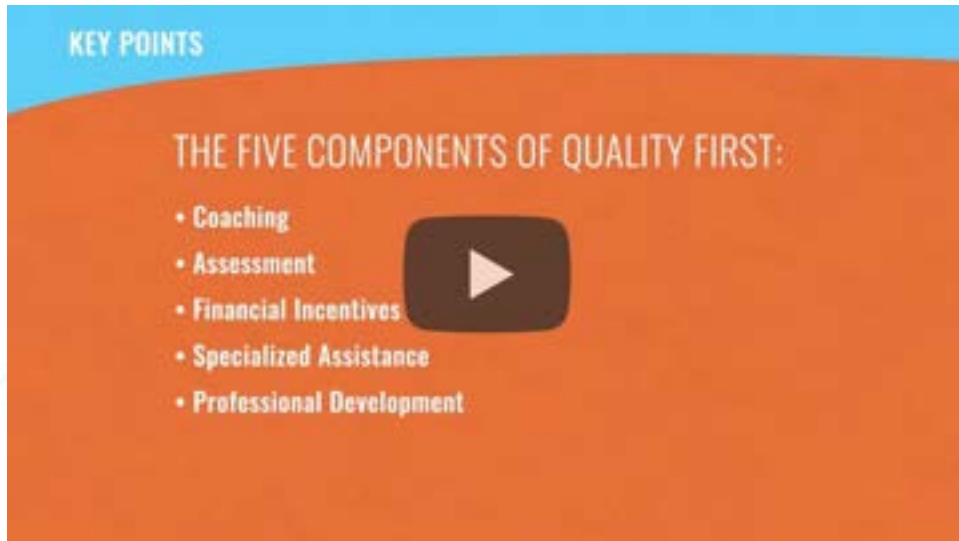 KEY POINTS
THE FIVE COMPONENTS OF QUALITY FIRST:
• Coaching
• Assessment
• Financial Incentives
• Specialized Assistance
• Professional Development